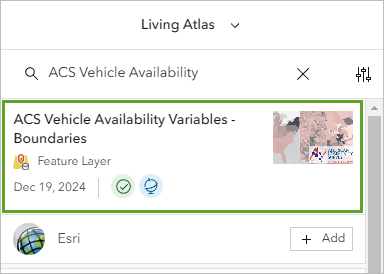 Living Atlas
ACS Vehicle Availability
ACS Vehicle Availability Variables -
Boundaries
Feature Layer
Dec 19, 2024
Esri
Add